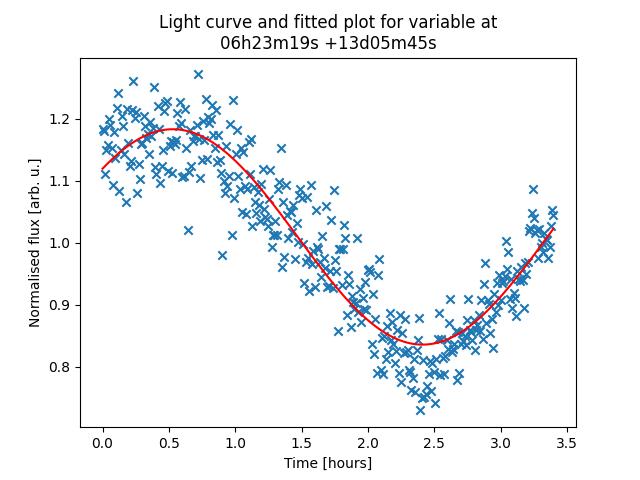 Light curve and fitted plot for variable at
06h23m19s +13d05m45s
Normalised flux [arb. u.]
1.2
1.1
1.0
0.9
0.8
0.0 0.5 1.0 1.5 2.0 2.5 3.0 3.5
Time [hours]